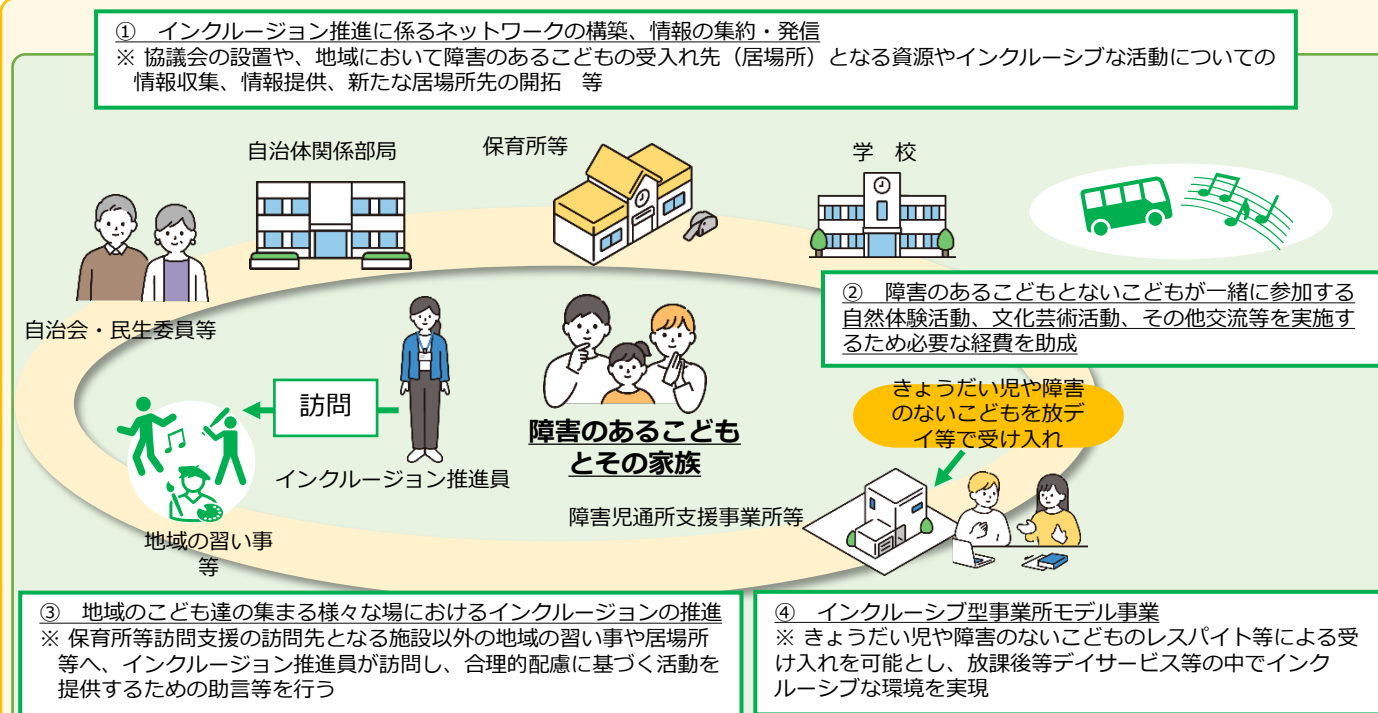 ① インクルージョン推進に係るネットワークの構築、情報の集約・発信
※ 協議会の設置や、地域において障害のあるこどもの受入れ先（居場所）となる資源やインクルーシブな活動についての
情報収集、情報提供、新たな居場所先の開拓 等
自治体関係部局
保育所等
学 校
自治会・民生委員等
② 障害のあるこどもとないこどもが一緒に参加する
自然体験活動、文化芸術活動、その他交流等を実施す
るため必要な経費を助成
訪問
インクルージョン推進員
障害のあるこども
とその家族
きょうだい児や障害
のないこどもを放デ
イ等で受け入れ
障害児通所支援事業所等
地域の習い事
等
③ 地域のこども達の集まる様々な場におけるインクルージョンの推進
※ 保育所等訪問支援の訪問先となる施設以外の地域の習い事や居場所
等へ、インクルージョン推進員が訪問し、合理的配慮に基づく活動を
提供するための助言等を行う
④ インクルーシブ型事業所モデル事業
※ きょうだい児や障害のないこどものレスパイト等による受
け入れを可能とし、放課後等デイサービス等の中でインク
ルーシブな環境を実現